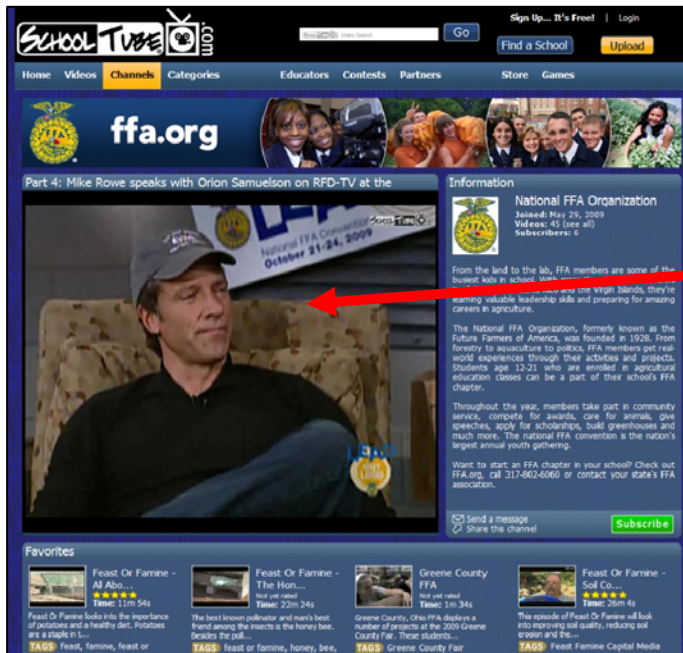 SCHOOL TUBE .com
Video Search
Go
Sign Up... It's Free! | Login
Find a School
Upload
Home Videos Channels Categories Educators Contests Partners Store Games
ffa.org
Part 4: Mike Rowe speaks with Orion Samuelson on RFD-TV at the
SCHOOL TUBE
National FFA Convention
October 21-24, 2009
LEAD
OUT
LOUD
Information
National FFA Organization
Joined: May 29, 2009
Videos: 45 (see all)
Subscribers: 6
From the land to the lab, FFA members are some of the
busiest kids in school. With more
and the Virgin Islands, they're
learning valuable leadership skills and preparing for amazing
careers in agriculture.
The National FFA Organization, formerly known as the
Future Farmers of America, was founded in 1928. From
forestry to aquaculture to politics, FFA members get real-
world experiences through their activities and projects.
Students age 12-21 who are enrolled in agricultural
education classes can be a part of their school's FFA
chapter.
Throughout the year, members take part in community
service, compete for awards, care for animals, give
speeches, apply for scholarships, build greenhouses and
much more. The national FFA convention is the nation's
largest annual youth gathering.
Want to start an FFA chapter in your school? Check out
FFA.org, call 317-802-6060 or contact your state's FFA
association.
Send a message
Share this channel
Subscribe
Favorites
Feast Or Famine -
All Abo...
Time: 11m 54s
Feast Or Famine looks into the importance
of potatoes and a healthy diet. Potatoes
are a staple in t...
TAGS feast, famine, feast or
Feast Or Famine -
The Hon...
Not yet rated
Time: 22m 24s
The best known pollinator and man's best
friend among the insects is the honey bee.
Besides the poll...
TAGS feast or famine, honey, bee,
Greene County
FFA
Not yet rated
Time: 1m 34s
Greene County, Ohio FFA displays a
number of projects at the 2009 Greene
County Fair. These students...
TAGS Greene County Fair
Feast Or Famine -
Soil Co...
Time: 26m 4s
This episode of Feast Or Famine will look
into improving soil quality, reducing soil
erosion and the...
TAGS Feast Famine Capital Media